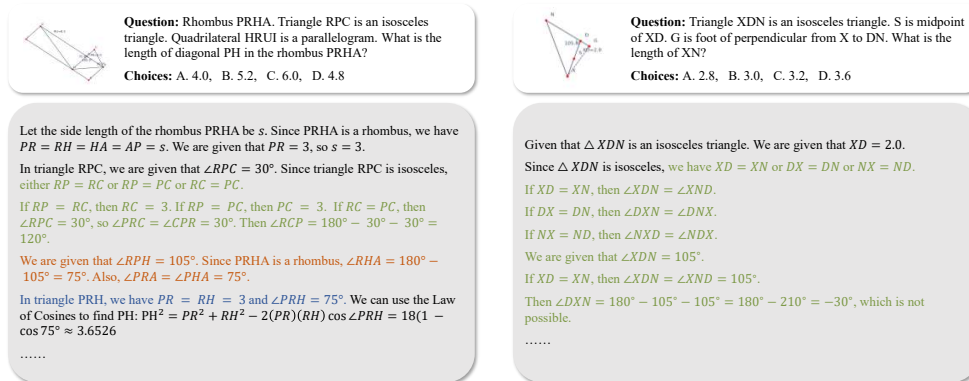 Question: Rhombus PRHA. Triangle RPC is an isosceles
triangle. Quadrilateral HRUI is a parallelogram. What is the
length of diagonal PH in the rhombus PRHA?
Choices: A. 4.0,   B. 5.2,   C. 6.0,   D. 4.8
Let the side length of the rhombus PRHA be s. Since PRHA is a rhombus, we have
PR = RH = HA = AP = s. We are given that PR = 3, so s = 3.
In triangle RPC, we are given that ∠RPC = 30°. Since triangle RPC is isosceles,
either RP = RC or RP = PC or RC = PC.
If RP = RC, then RC = 3. If RP = PC, then PC = 3. If RC = PC, then
∠RPC = 30°, so ∠PRC = ∠CPR = 30°. Then ∠RCP = 180° − 30° − 30° =
120°.
We are given that ∠RPH = 105°. Since PRHA is a rhombus, ∠RHA = 180° −
105° = 75°. Also, ∠PRA = ∠PHA = 75°.
In triangle PRH, we have PR = RH = 3 and ∠PRH = 75°. We can use the Law
of Cosines to find PH: PH² = PR² + RH² − 2(PR)(RH) cos ∠PRH = 18(1 −
cos 75° ≈ 3.6526
……
Question: Triangle XDN is an isosceles triangle. S is midpoint
of XD. G is foot of perpendicular from X to DN. What is the
length of XN?
Choices: A. 2.8,   B. 3.0,   C. 3.2,   D. 3.6
Given that △ XDN is an isosceles triangle. We are given that XD = 2.0.
Since △ XDN is isosceles, we have XD = XN or DX = DN or NX = ND.
If XD = XN, then ∠XDN = ∠XND.
If DX = DN, then ∠DXN = ∠DNX.
If NX = ND, then ∠NXD = ∠NDX.
We are given that ∠XDN = 105°.
If XD = XN, then ∠XDN = ∠XND = 105°.
Then ∠DXN = 180° − 105° − 105° = 180° − 210° = −30°, which is not
possible.
……